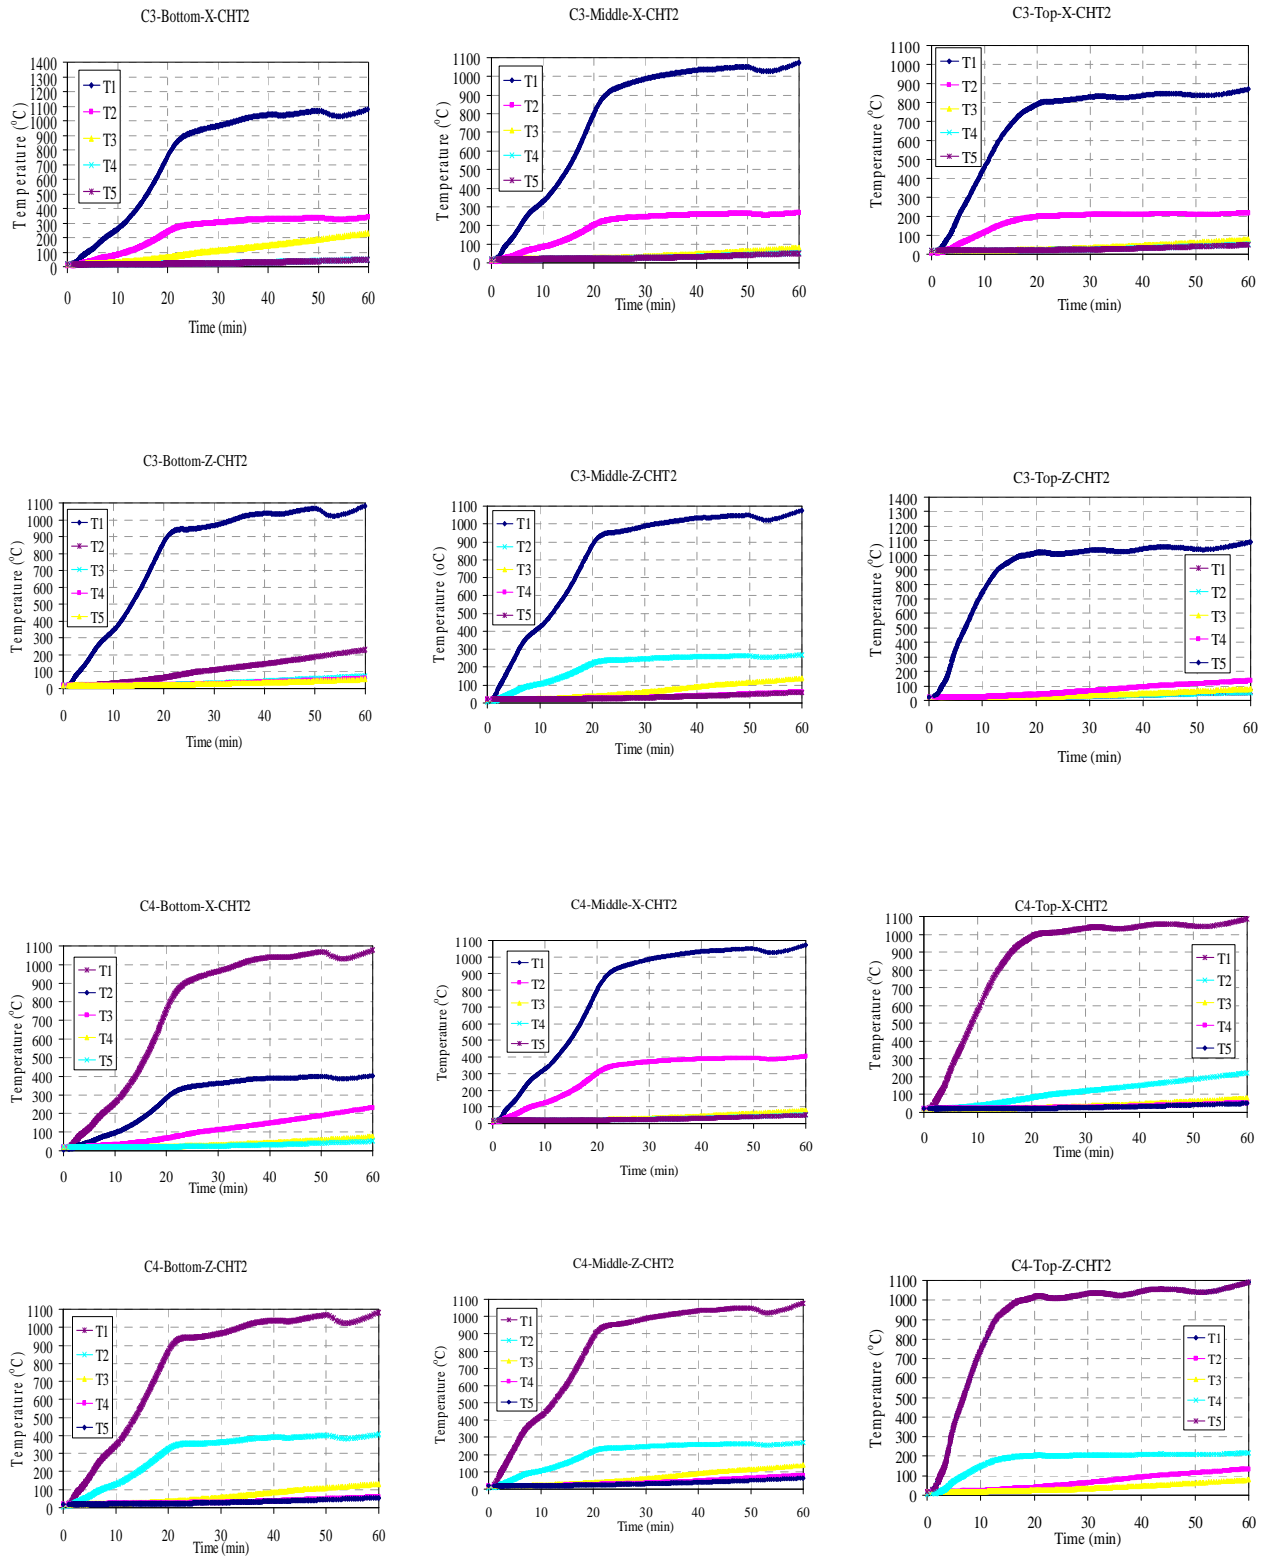 C3-Bottom-X-CHT2
Temperature (°C)
1400
1300
1200
1100
1000
900
800
700
600
500
400
300
200
100
0
T1
T2
T3
T4
T5
0 10 20 30 40 50 60
Time (min)
C3-Middle-X-CHT2
Temperature (°C)
1100
1000
900
800
700
600
500
400
300
200
100
0
T1
T2
T3
T4
T5
0 10 20 30 40 50 60
Time (min)
C3-Top-X-CHT2
Temperature (°C)
1100
1000
900
800
700
600
500
400
300
200
100
0
T1
T2
T3
T4
T5
0 10 20 30 40 50 60
Time (min)
C3-Bottom-Z-CHT2
Temperature (°C)
1100
1000
900
800
700
600
500
400
300
200
100
0
T1
T2
T3
T4
T5
0 10 20 30 40 50 60
Time (min)
C3-Middle-Z-CHT2
Temperature (oC)
1100
1000
900
800
700
600
500
400
300
200
100
0
T1
T2
T3
T4
T5
0 10 20 30 40 50 60
Time (min)
C3-Top-Z-CHT2
Temperature (°C)
1400
1300
1200
1100
1000
900
800
700
600
500
400
300
200
100
0
T1
T2
T3
T4
T5
0 10 20 30 40 50 60
Time (min)
C4-Bottom-X-CHT2
Temperature (°C)
1100
1000
900
800
700
600
500
400
300
200
100
0
T1
T2
T3
T4
T5
0 10 20 30 40 50 60
Time (min)
C4-Middle-X-CHT2
Temperature (°C)
1100
1000
900
800
700
600
500
400
300
200
100
0
T1
T2
T3
T4
T5
0 10 20 30 40 50 60
Time (min)
C4-Top-X-CHT2
Temperature (°C)
1100
1000
900
800
700
600
500
400
300
200
100
0
T1
T2
T3
T4
T5
0 10 20 30 40 50 60
Time (min)
C4-Bottom-Z-CHT2
Temperature (°C)
1100
1000
900
800
700
600
500
400
300
200
100
0
T1
T2
T3
T4
T5
0 10 20 30 40 50 60
Time (min)
C4-Middle-Z-CHT2
Temperature (°C)
1100
1000
900
800
700
600
500
400
300
200
100
0
T1
T2
T3
T4
T5
0 10 20 30 40 50 60
Time (min)
C4-Top-Z-CHT2
Temperature (°C)
1100
1000
900
800
700
600
500
400
300
200
100
0
T1
T2
T3
T4
T5
0 10 20 30 40 50 60
Time (min)